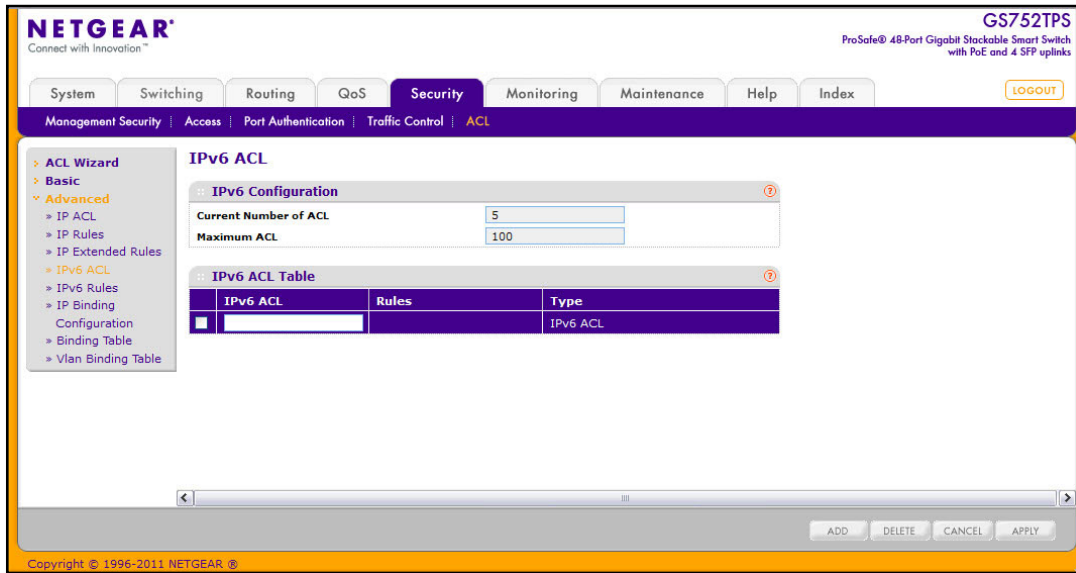 NETGEAR®
Connect with Innovation™
GS752TPS
ProSafe® 48-Port Gigabit Stackable Smart Switch
with PoE and 4 SFP uplinks
System Switching Routing QoS Security Monitoring Maintenance Help Index LOGOUT
Management Security Access Port Authentication Traffic Control ACL
ACL Wizard
Basic
Advanced
» IP ACL
» IP Rules
» IP Extended Rules
» IPv6 ACL
» IPv6 Rules
» IP Binding
Configuration
» Binding Table
» Vlan Binding Table
IPv6 ACL
IPv6 Configuration ?
Current Number of ACL 5
Maximum ACL 100
IPv6 ACL Table ?
IPv6 ACL Rules Type
IPv6 ACL
ADD DELETE CANCEL APPLY
Copyright © 1996-2011 NETGEAR ®